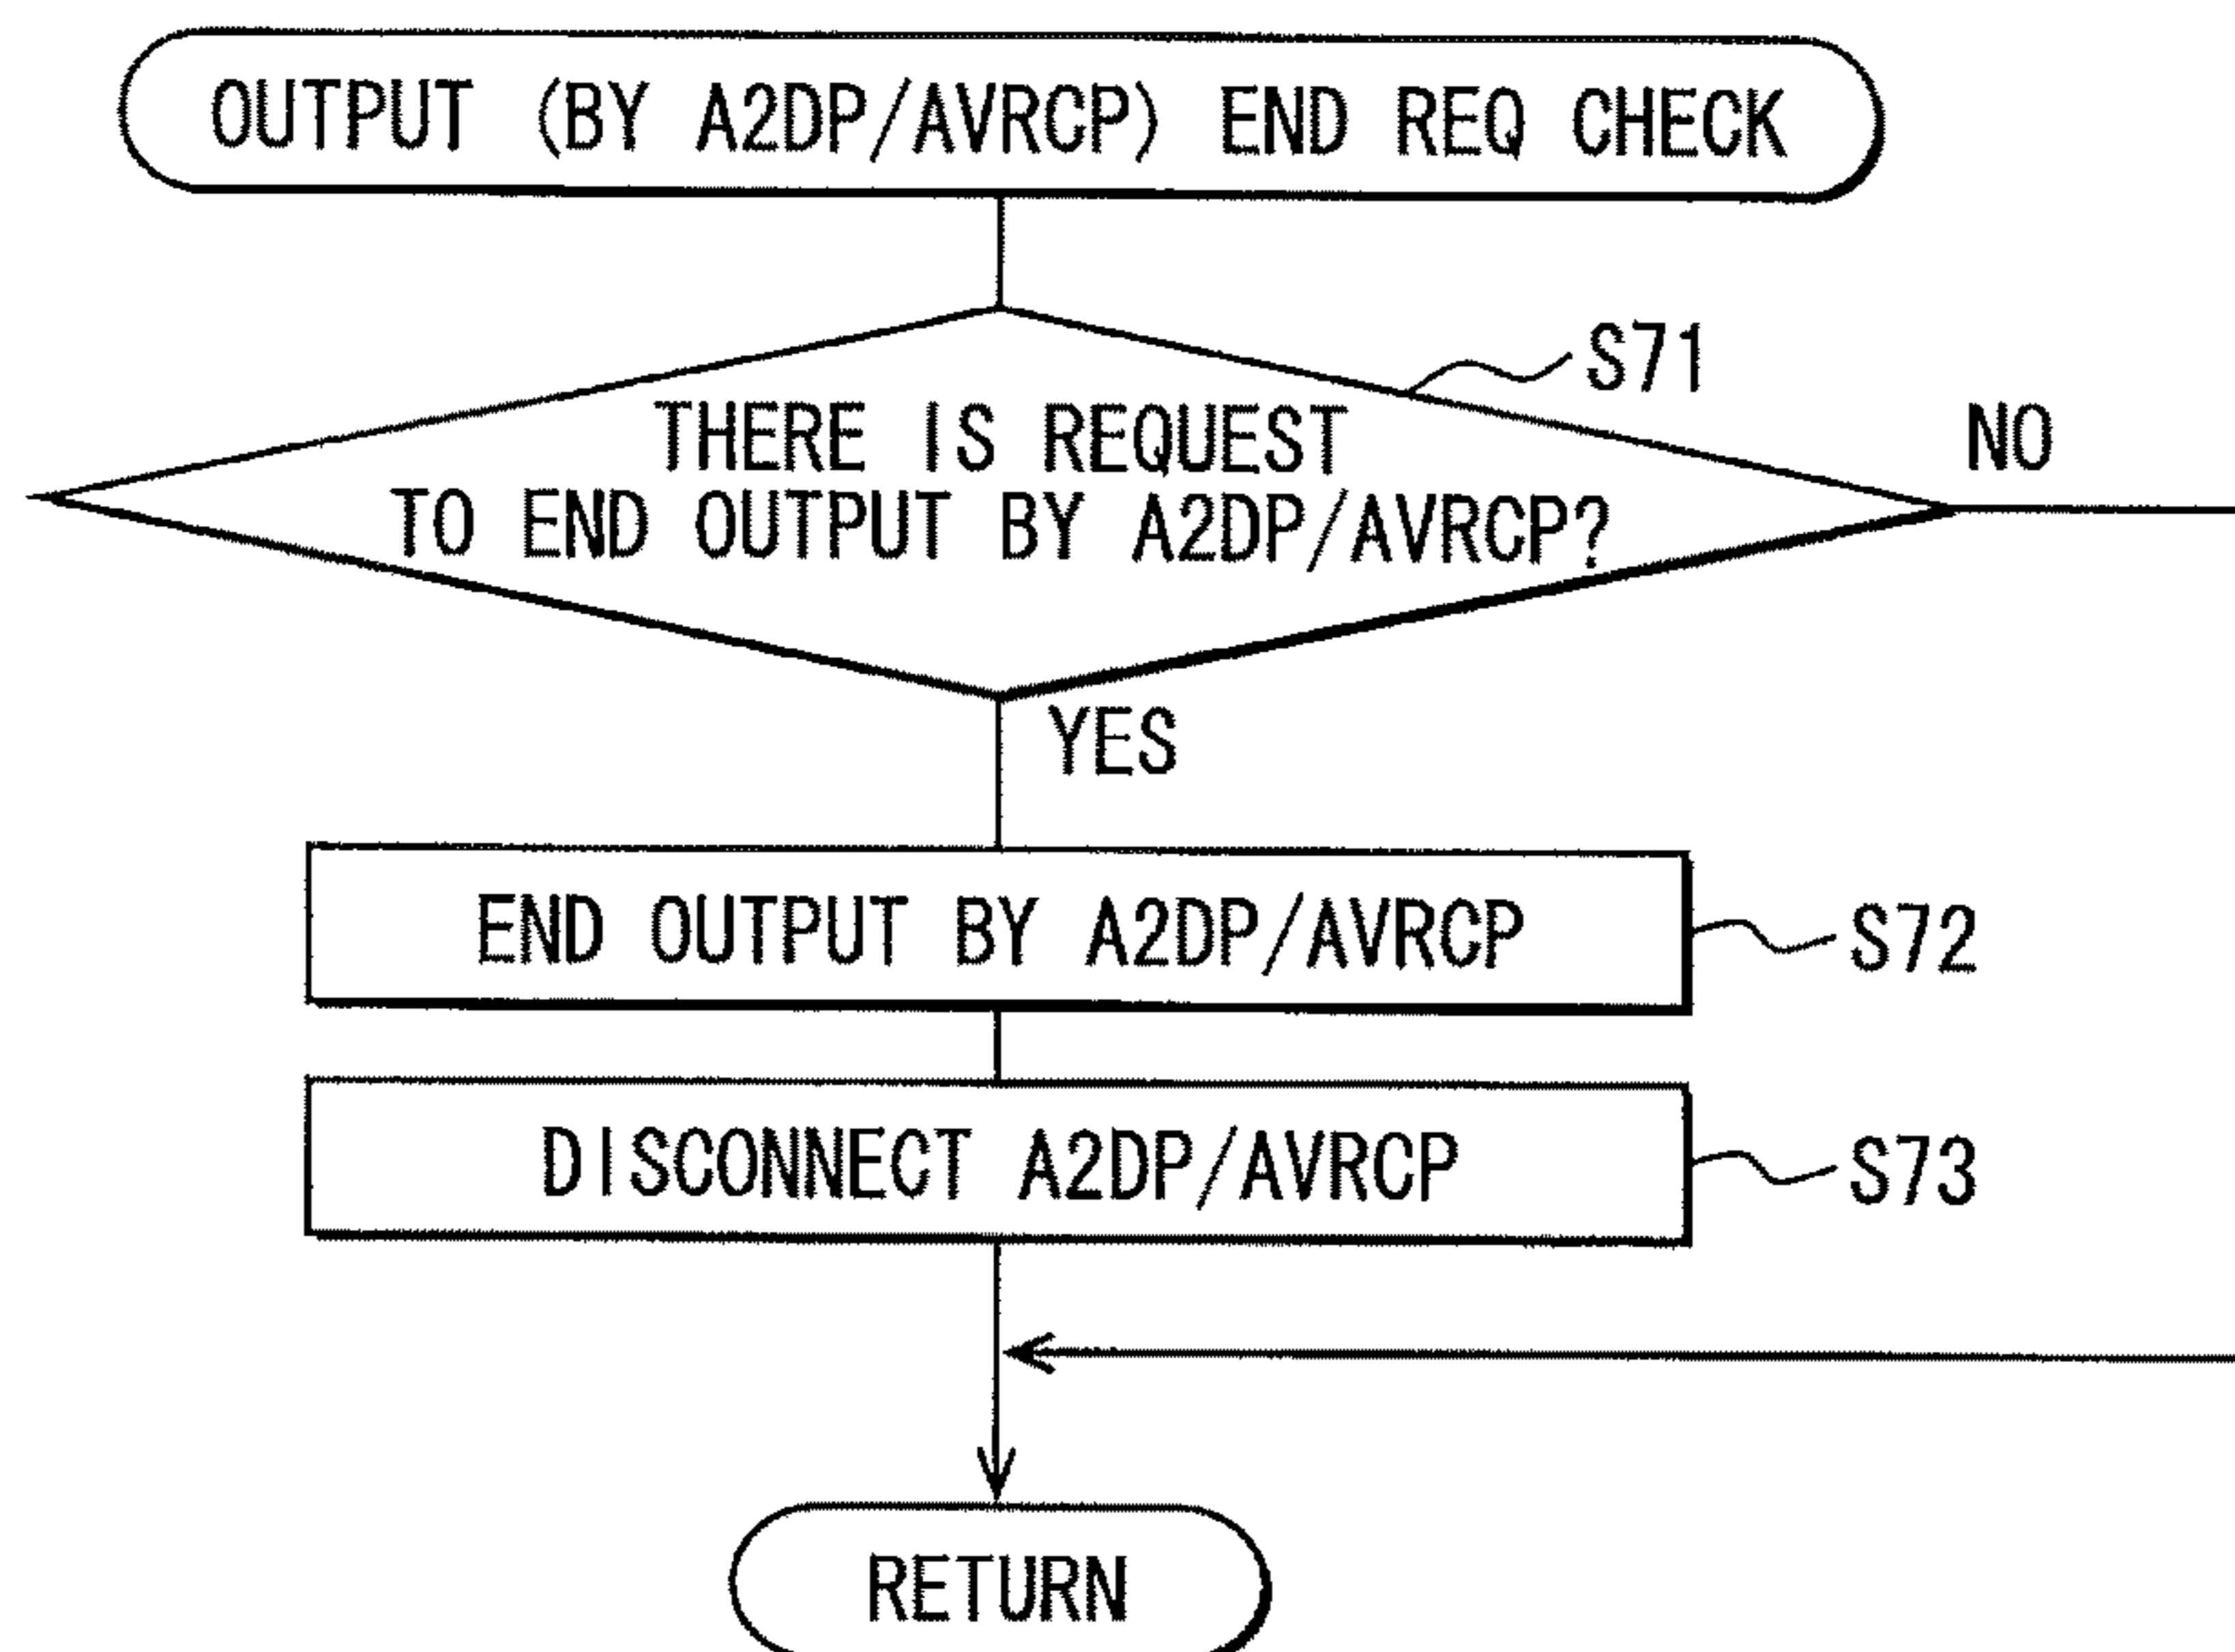 OUTPUT (BY A2DP/AVRCP) END REQ CHECK
S71
THERE IS REQUEST
TO END OUTPUT BY A2DP/AVRCP?
NO
YES
END OUTPUT BY A2DP/AVRCP
S72
DISCONNECT A2DP/AVRCP
S73
RETURN